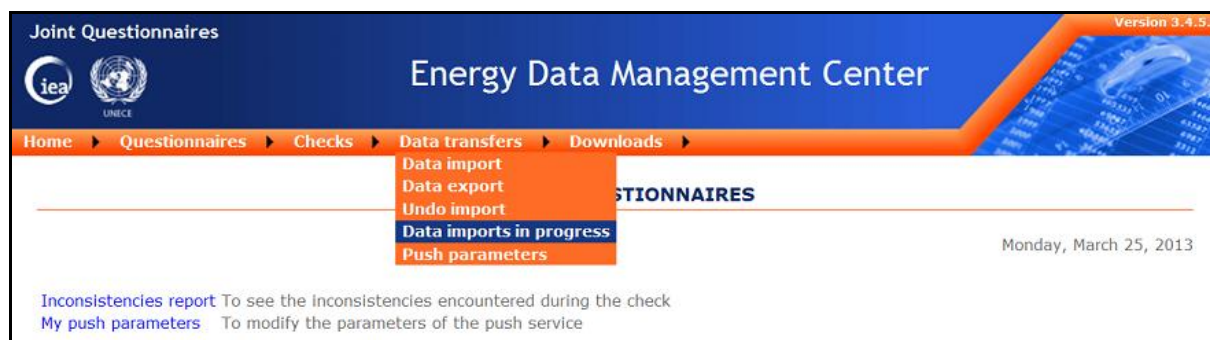 Joint Questionnaires
Version 3.4.5.
iea
UNECE
Energy Data Management Center
Home Questionnaires Checks Data transfers Downloads
Data import
Data export
Undo import
Data imports in progress
Push parameters
STIONNAIRES
Monday, March 25, 2013
Inconsistencies report To see the inconsistencies encountered during the check
My push parameters To modify the parameters of the push service